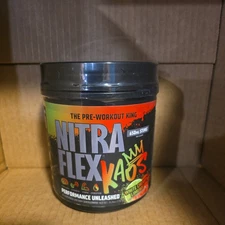 THE PRE-WORKOUT KING
NITRA
FLEX
KAOS
PERFORMANCE UNLEASHED